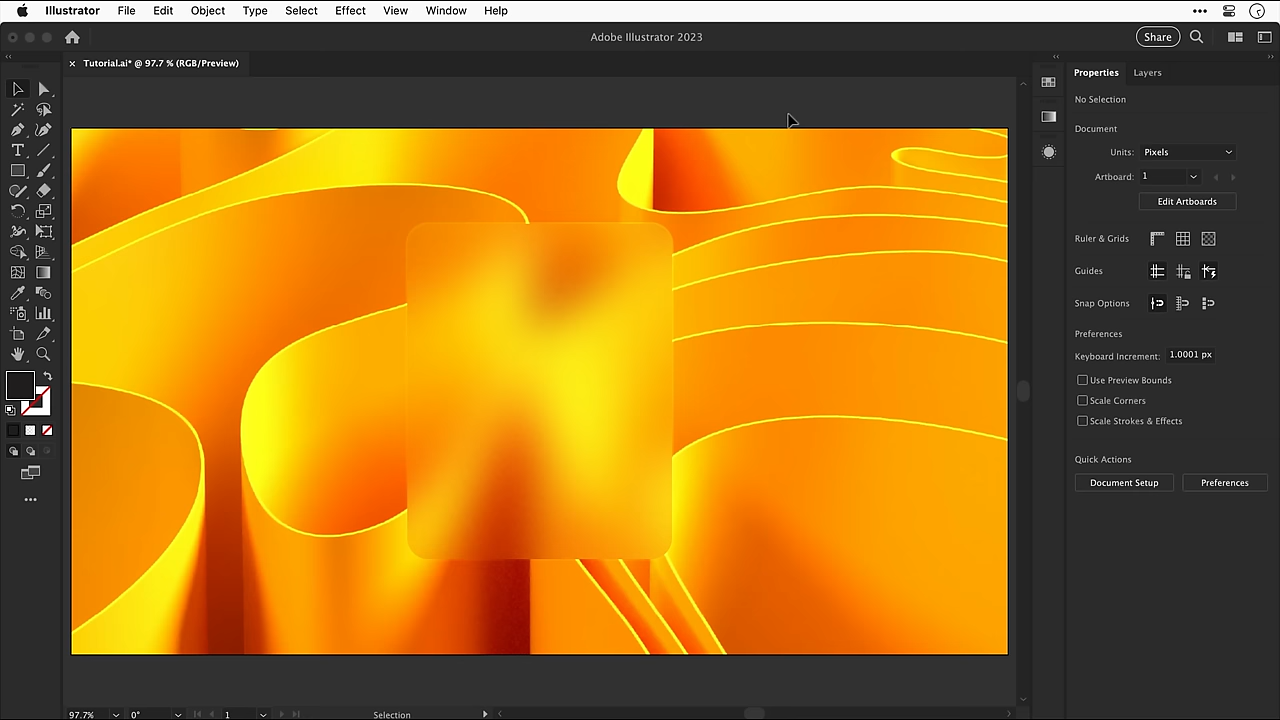 Illustrator File Edit Object Type Select Effect View Window Help
Adobe Illustrator 2023
Share
Tutorial.ai* @ 97.7 % (RGB/Preview)
Properties Layers
No Selection
Document
Units: Pixels
Artboard: 1
Edit Artboards
Ruler & Grids
Guides
Snap Options
Preferences
Keyboard Increment: 1.0001 px
Use Preview Bounds
Scale Corners
Scale Strokes & Effects
Quick Actions
Document Setup Preferences
97.7% 0° 1 Selection